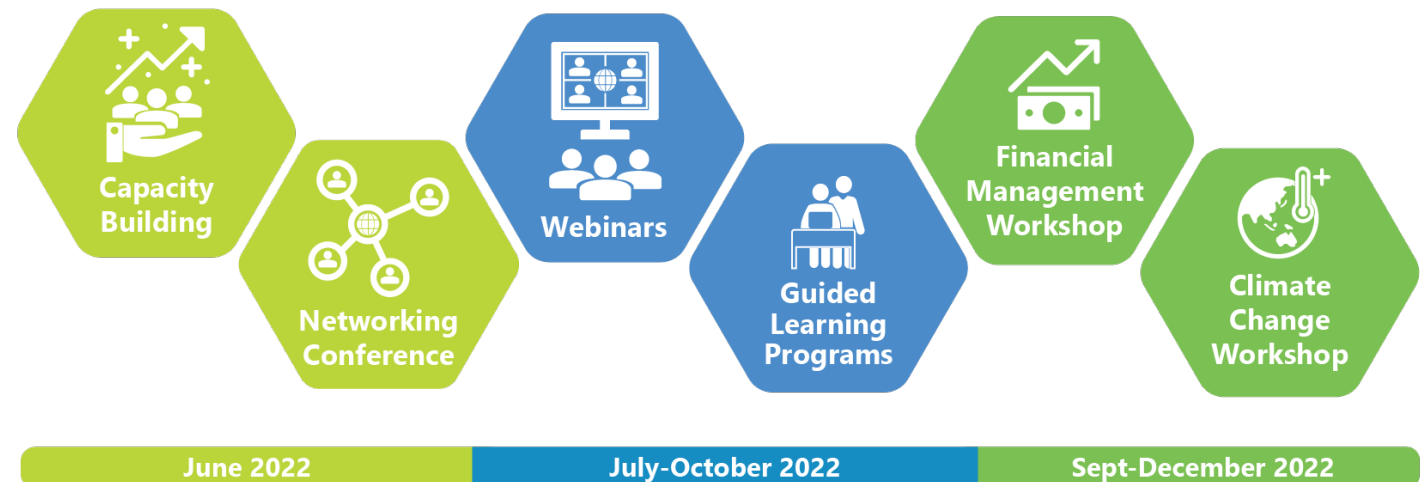 Capacity
Building
Networking
Conference
Webinars
Guided
Learning
Programs
Financial
Management
Workshop
Climate
Change
Workshop
June 2022
July-October 2022
Sept-December 2022